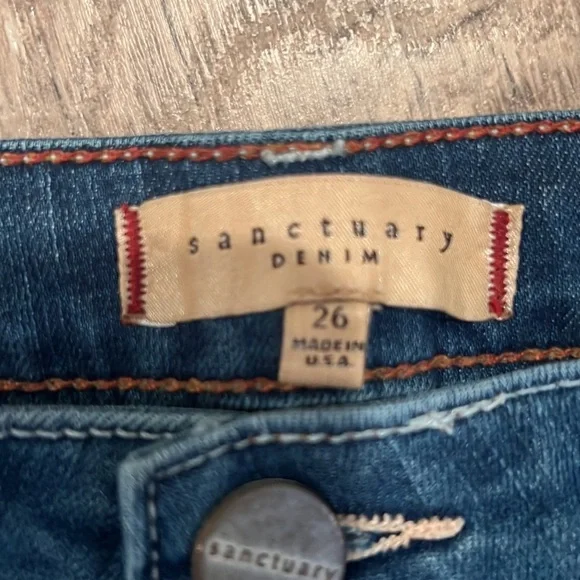 sanctuary
DENIM
26
MADE IN
U.S.A.
sanctuary